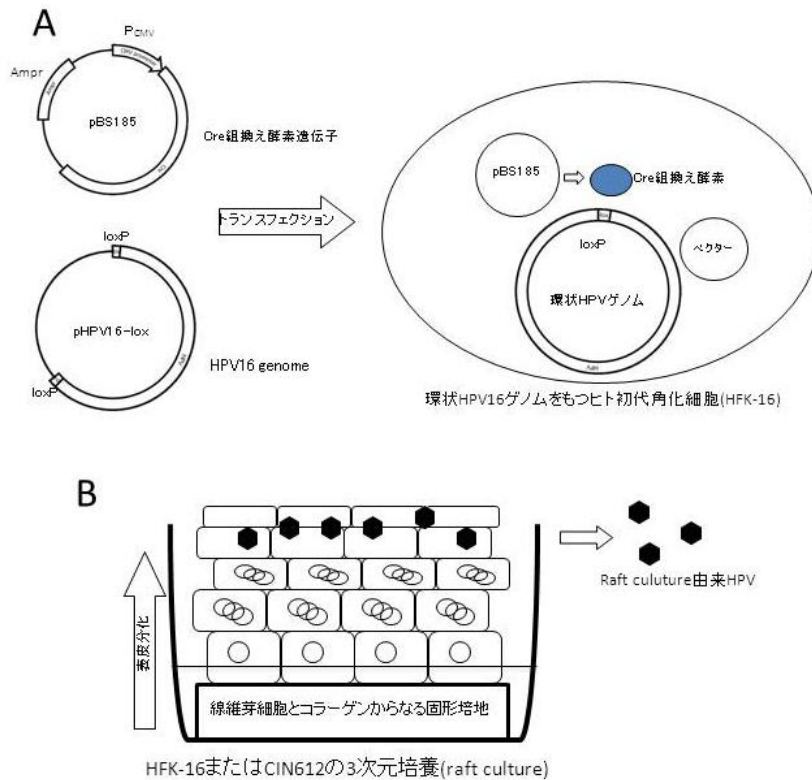 A
PCMV
CMV promoter
Ampr
Ampr
pBS185
Cre
Cre組換え酵素遺伝子
loxP
pHPV16-lox
HPV
HPV16 genome
loxP
トランスフェクション
pBS185
Cre組換え酵素
loxP
ベクター
環状HPVゲノム
HPV
環状HPV16ゲノムをもつヒト初代角化細胞(HFK-16)
B
表皮分化
線維芽細胞とコラーゲンからなる固形培地
Raft culuture由来HPV
HFK-16またはCIN612の3次元培養(raft culture)